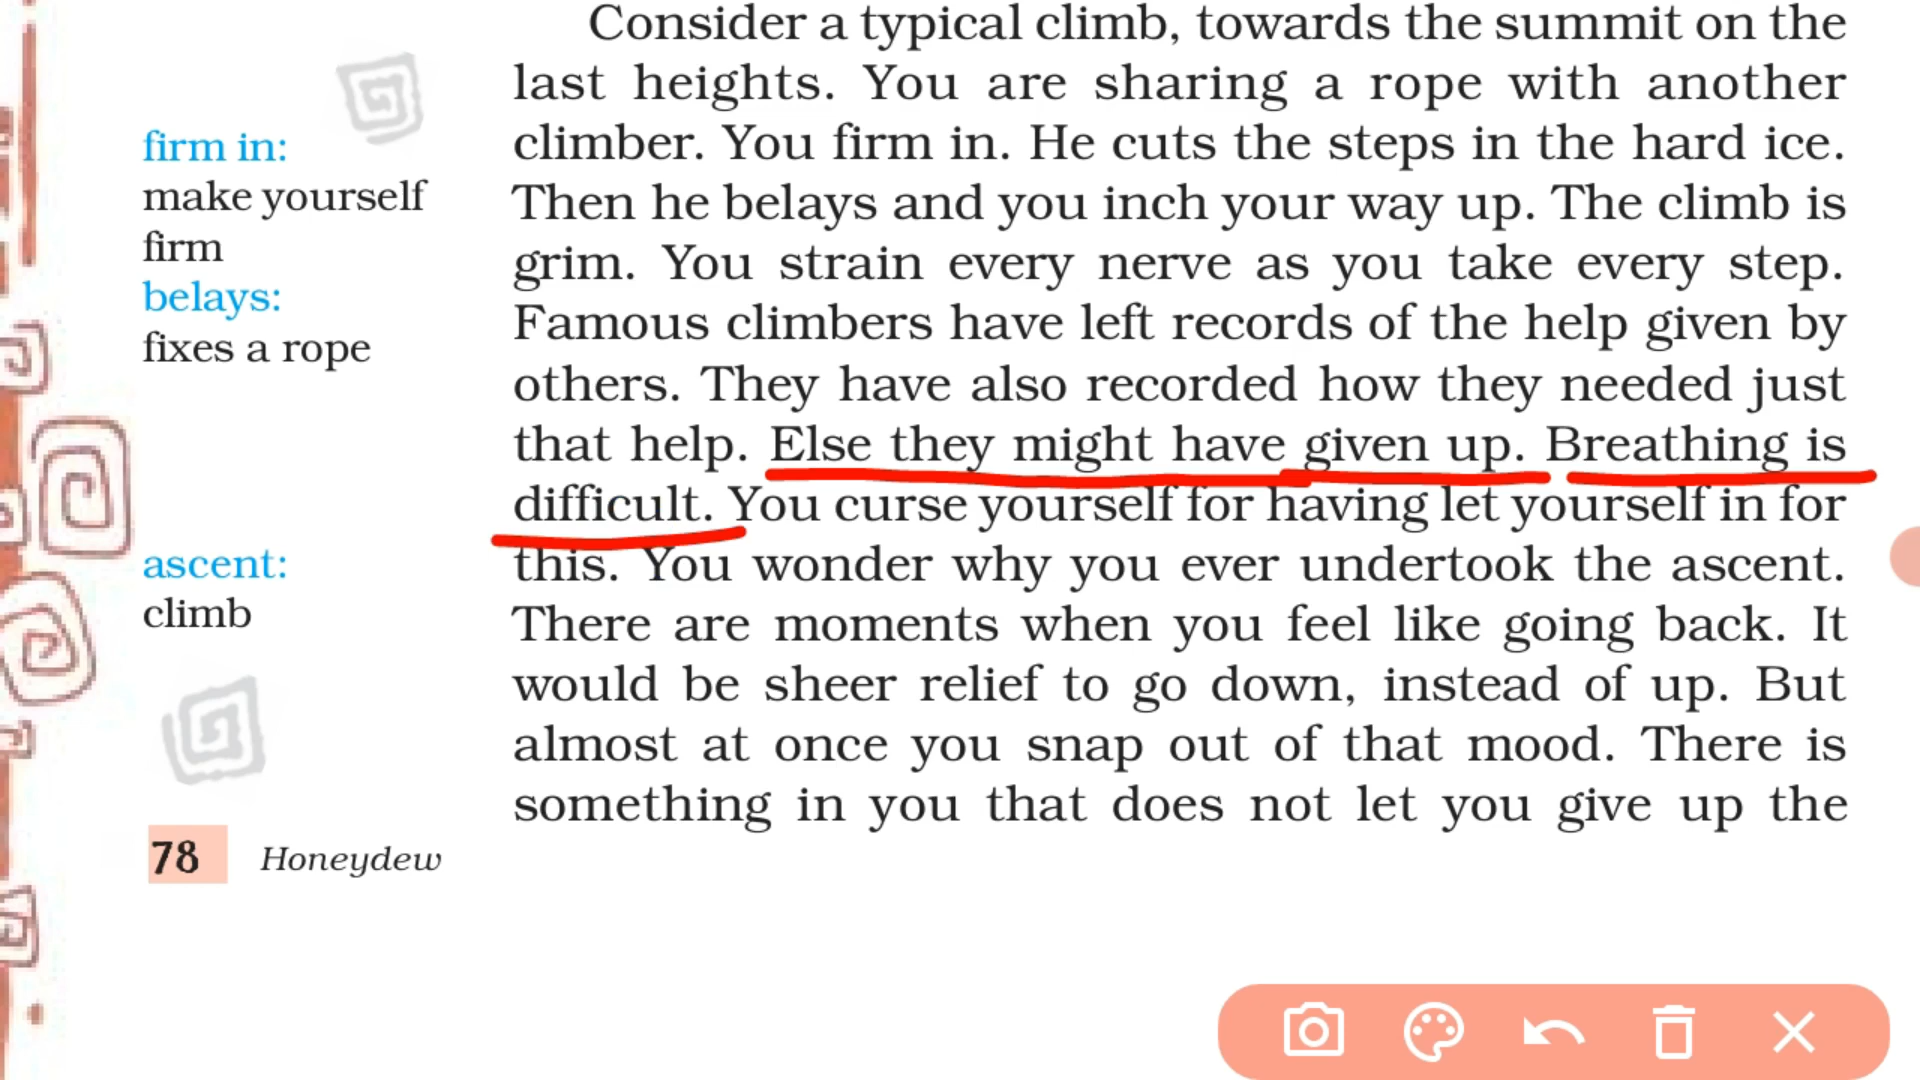 Consider a typical climb, towards the summit on the
last heights. You are sharing a rope with another
climber. You firm in. He cuts the steps in the hard ice.
Then he belays and you inch your way up. The climb is
grim. You strain every nerve as you take every step.
Famous climbers have left records of the help given by
others. They have also recorded how they needed just
that help. Else they might have given up. Breathing is
difficult. You curse yourself for having let yourself in for
this. You wonder why you ever undertook the ascent.
There are moments when you feel like going back. It
would be sheer relief to go down, instead of up. But
almost at once you snap out of that mood. There is
something in you that does not let you give up the
firm in:
make yourself
firm
belays:
fixes a rope
ascent:
climb
78 Honeydew